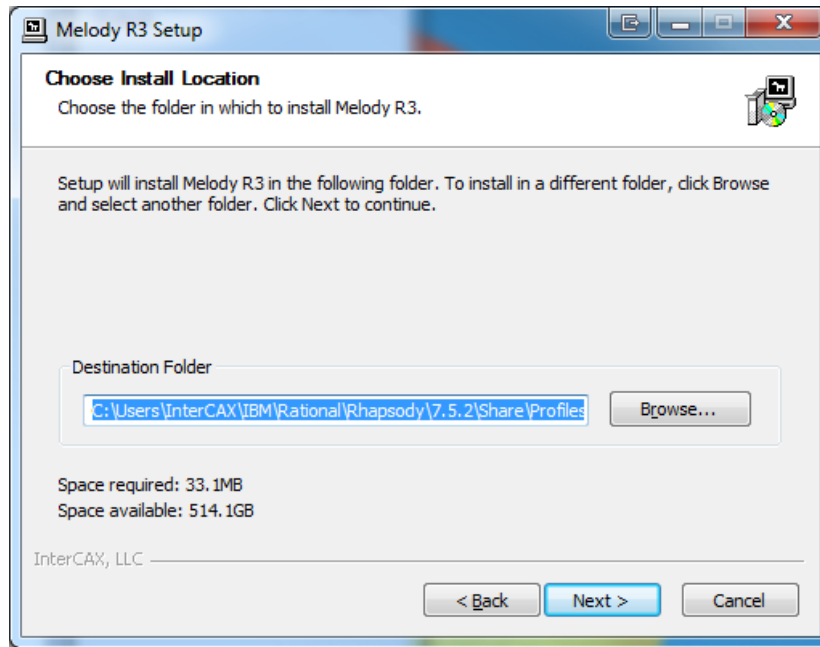 Melody R3 Setup
Choose Install Location
Choose the folder in which to install Melody R3.
Setup will install Melody R3 in the following folder. To install in a different folder, click Browse
and select another folder. Click Next to continue.
Destination Folder
C:\Users\InterCAX\IBM\Rational\Rhapsody\7.5.2\Share\Profiles
Browse...
Space required: 33.1MB
Space available: 514.1GB
InterCAX, LLC
< Back
Next >
Cancel